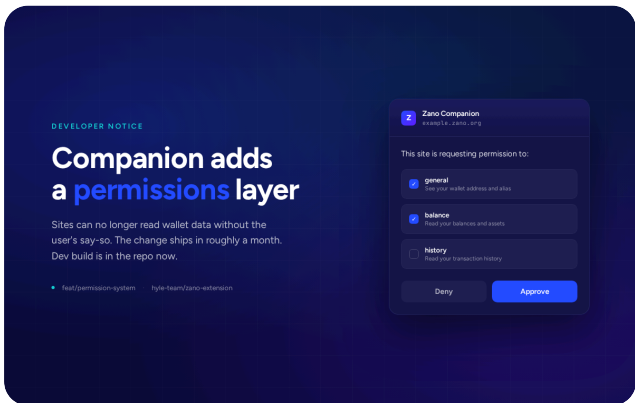 DEVELOPER NOTICE
Companion adds
a permissions layer
Sites can no longer read wallet data without the
user's say-so. The change ships in roughly a month.
Dev build is in the repo now.
feat/permission-system hyle-team/zano-extension
Z
Zano Companion
example.zano.org
This site is requesting permission to:
general
See your wallet address and alias
balance
Read your balances and assets
history
Read your transaction history
Deny Approve